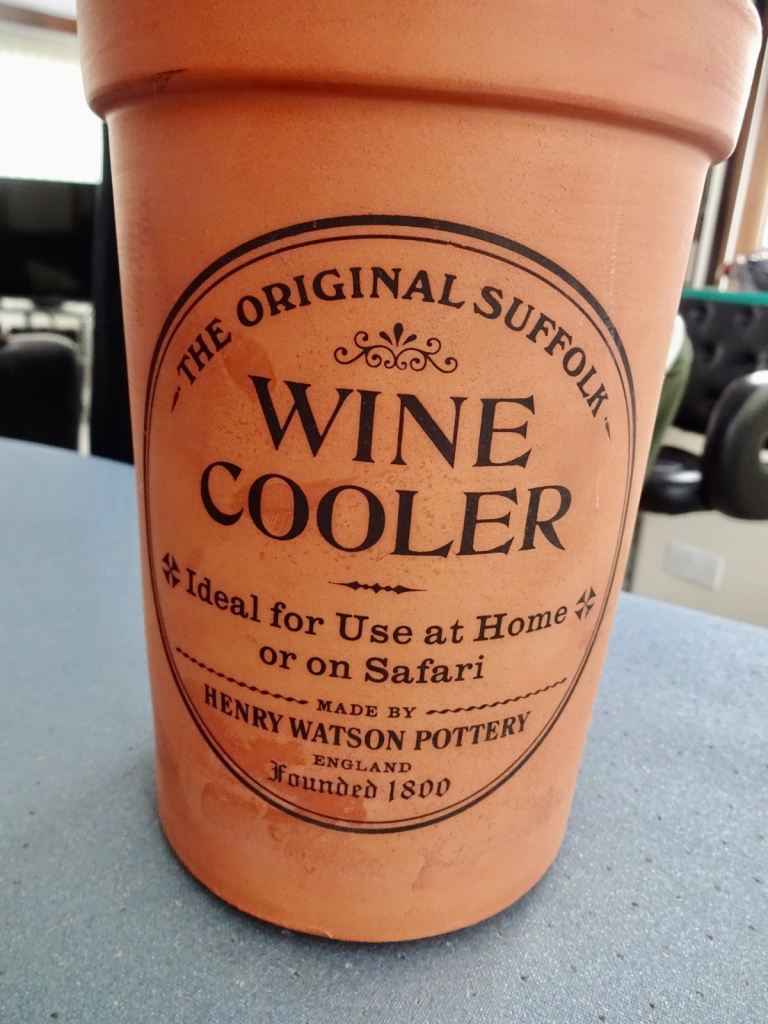 THE ORIGINAL SUFFOLK
WINE
COOLER
Ideal for Use at Home
or on Safari
MADE BY
HENRY WATSON POTTERY
ENGLAND
Founded 1800